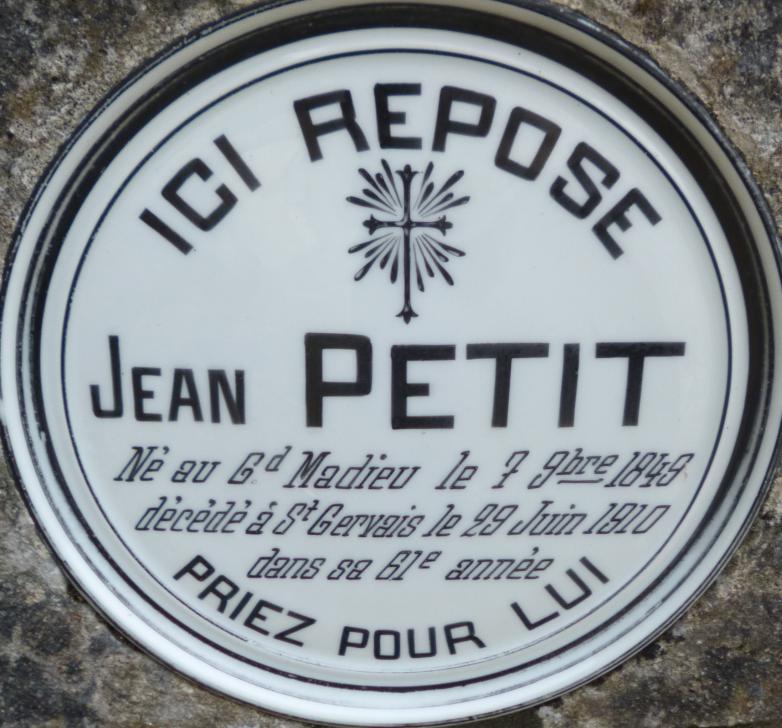 ICI REPOSE
JEAN PETIT
Né au Gd Madieu le 7 9bre 1849
décédé à St Gervais le 29 Juin 1910
dans sa 61e année
PRIEZ POUR LUI